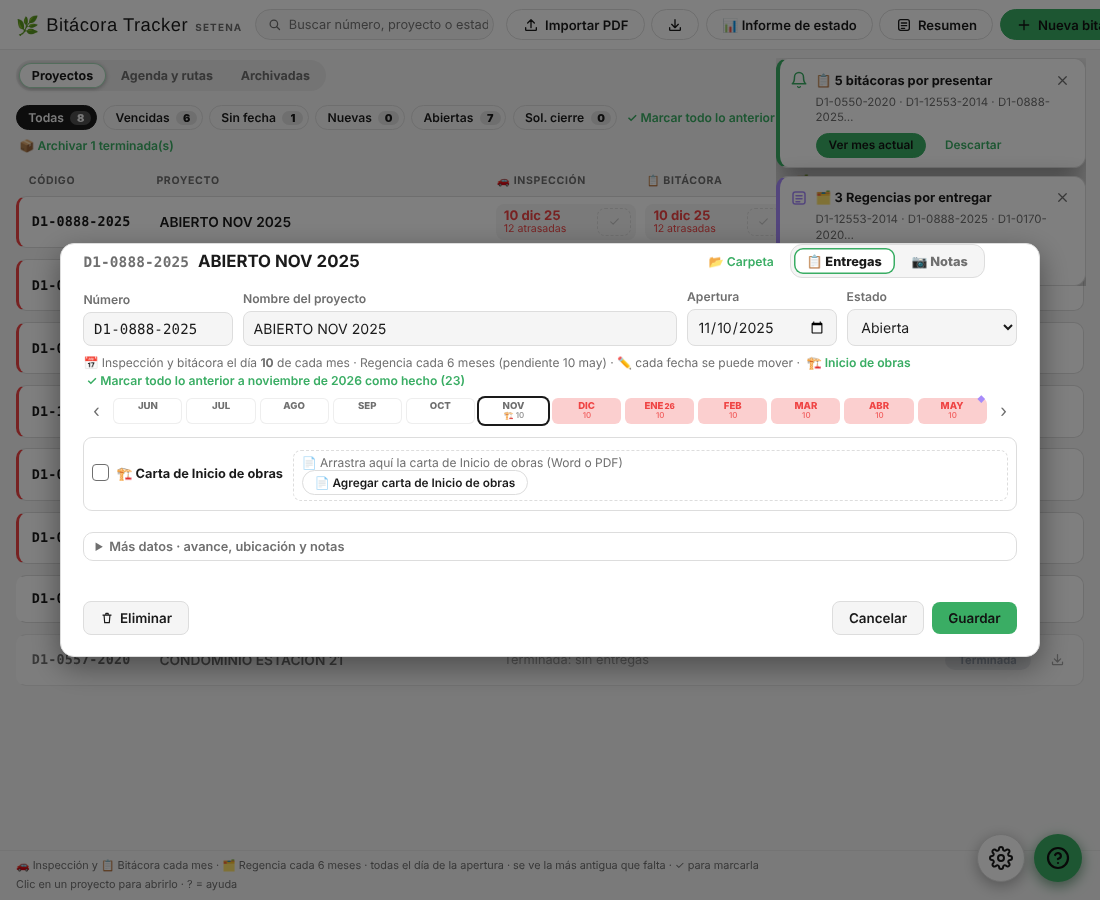 Bitácora Tracker SETENA
Buscar número, proyecto o estad
Importar PDF
Informe de estado
Resumen
Nueva bit
Proyectos
Agenda y rutas
Archivadas
Todas 8
Vencidas 6
Sin fecha 1
Nuevas 0
Abiertas 7
Sol. cierre 0
✓ Marcar todo lo anterior
Archivar 1 terminada(s)
5 bitácoras por presentar
D1-0550-2020 · D1-12553-2014 · D1-0888-
2025...
Ver mes actual
Descartar
3 Regencias por entregar
D1-12553-2014 · D1-0888-2025 · D1-0170-
2020...
CÓDIGO
PROYECTO
INSPECCIÓN
BITÁCORA
D1-0888-2025
ABIERTO NOV 2025
10 dic 25
12 atrasadas
10 dic 25
12 atrasadas
D1-0888-2025 ABIERTO NOV 2025
Carpeta
Entregas
Notas
Número
Nombre del proyecto
Apertura
Estado
D1-0888-2025
ABIERTO NOV 2025
11/10/2025
Abierta
Inspección y bitácora el día 10 de cada mes · Regencia cada 6 meses (pendiente 10 may) · cada fecha se puede mover · Inicio de obras
✓ Marcar todo lo anterior a noviembre de 2026 como hecho (23)
JUN
JUL
AGO
SEP
OCT
NOV
10
DIC
10
ENE 26
10
FEB
10
MAR
10
ABR
10
MAY
10
Carta de Inicio de obras
Arrastra aquí la carta de Inicio de obras (Word o PDF)
Agregar carta de Inicio de obras
Más datos · avance, ubicación y notas
Eliminar
Cancelar
Guardar
D1-0557-2020
CONDOMINIO ESTACION 21
Terminada: sin entregas
Terminada
Inspección y Bitácora cada mes · Regencia cada 6 meses · todas el día de la apertura · se ve la más antigua que falta · ✓ para marcarla
Clic en un proyecto para abrirlo · ? = ayuda